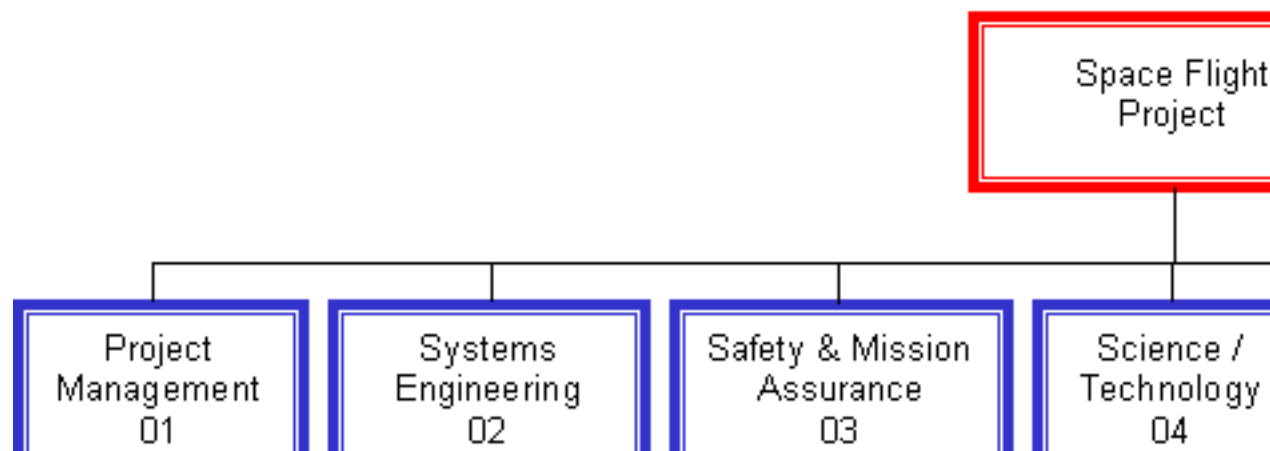 Space Flight
Project
Project
Management
01
Systems
Engineering
02
Safety & Mission
Assurance
03
Science /
Technology
04